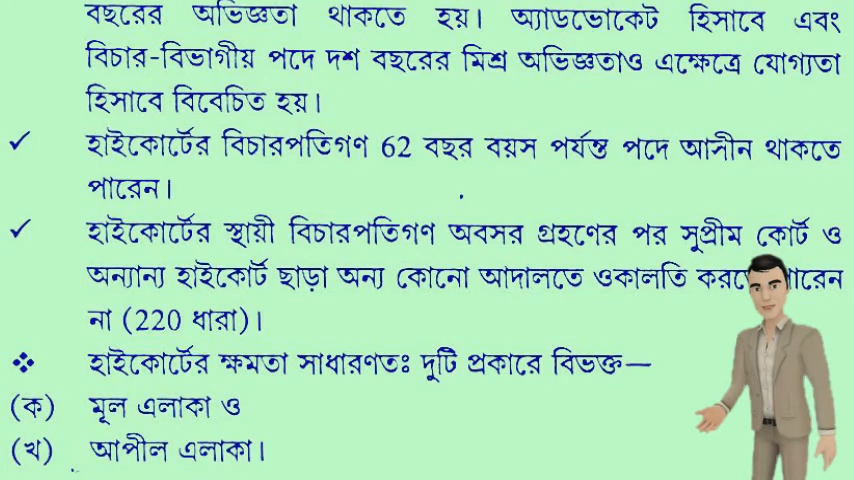 বছরের অভিজ্ঞতা থাকতে হয়। অ্যাডভোকেট হিসাবে এবং
বিচার-বিভাগীয় পদে দশ বছরের মিশ্র অভিজ্ঞতাও এক্ষেত্রে যোগ্যতা
হিসাবে বিবেচিত হয়।
✓ হাইকোর্টের বিচারপতিগণ 62 বছর বয়স পর্যন্ত পদে আসীন থাকতে
পারেন।
✓ হাইকোর্টের স্থায়ী বিচারপতিগণ অবসর গ্রহণের পর সুপ্রীম কোর্ট ও
অন্যান্য হাইকোর্ট ছাড়া অন্য কোনো আদালতে ওকালতি
না (220 ধারা)।
❖ হাইকোর্টের ক্ষমতা সাধারণতঃ দুটি প্রকারে বিভক্ত—
(ক) মূল এলাকা ও
(খ) আপীল এলাকা।